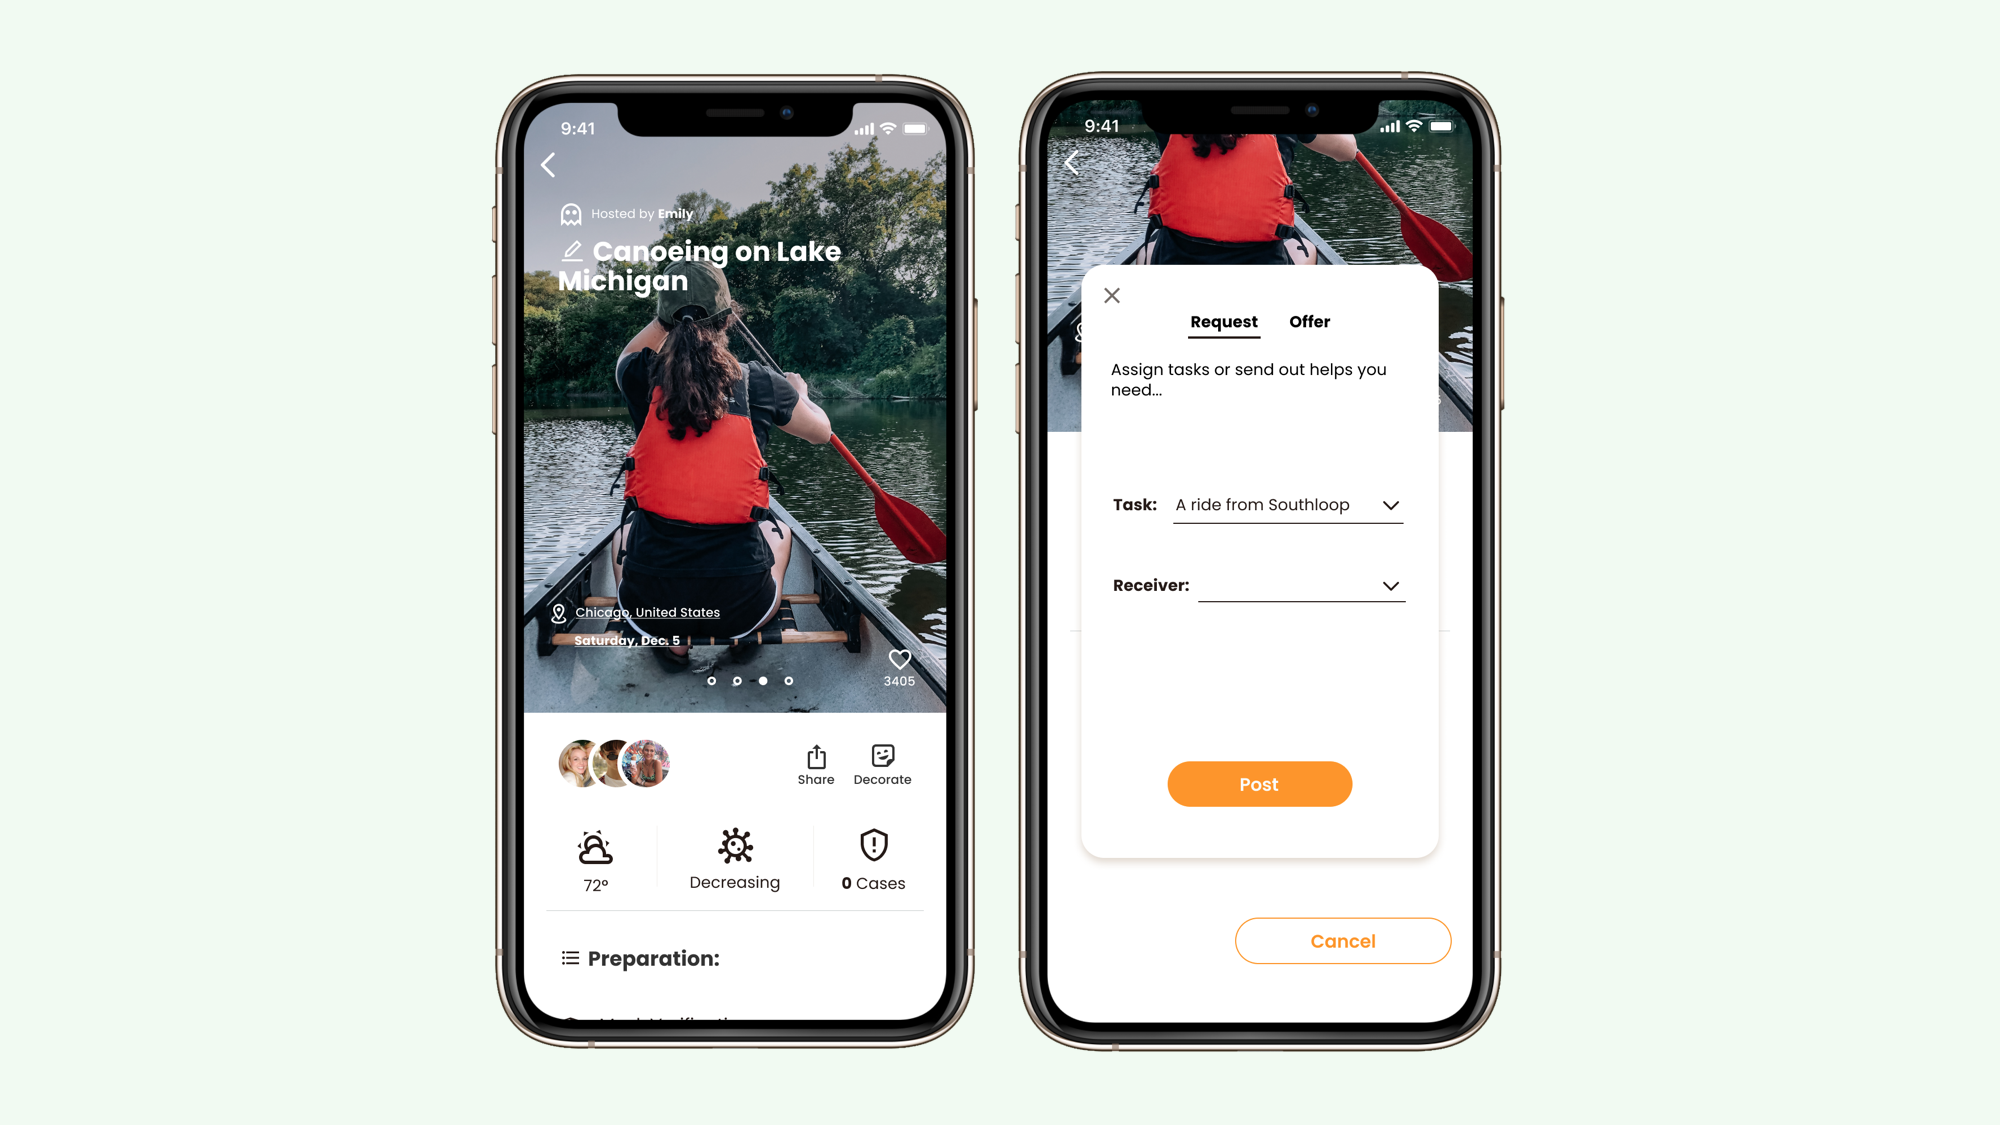 9:41
Hosted by Emily
Canoeing on Lake
Michigan
Chicago, United States
Saturday, Dec. 5
3405
Share
Decorate
72°
Decreasing
0 Cases
Preparation:
9:41
Request
Offer
Assign tasks or send out helps you
need...
Task:
A ride from Southloop
Receiver:
Post
Cancel